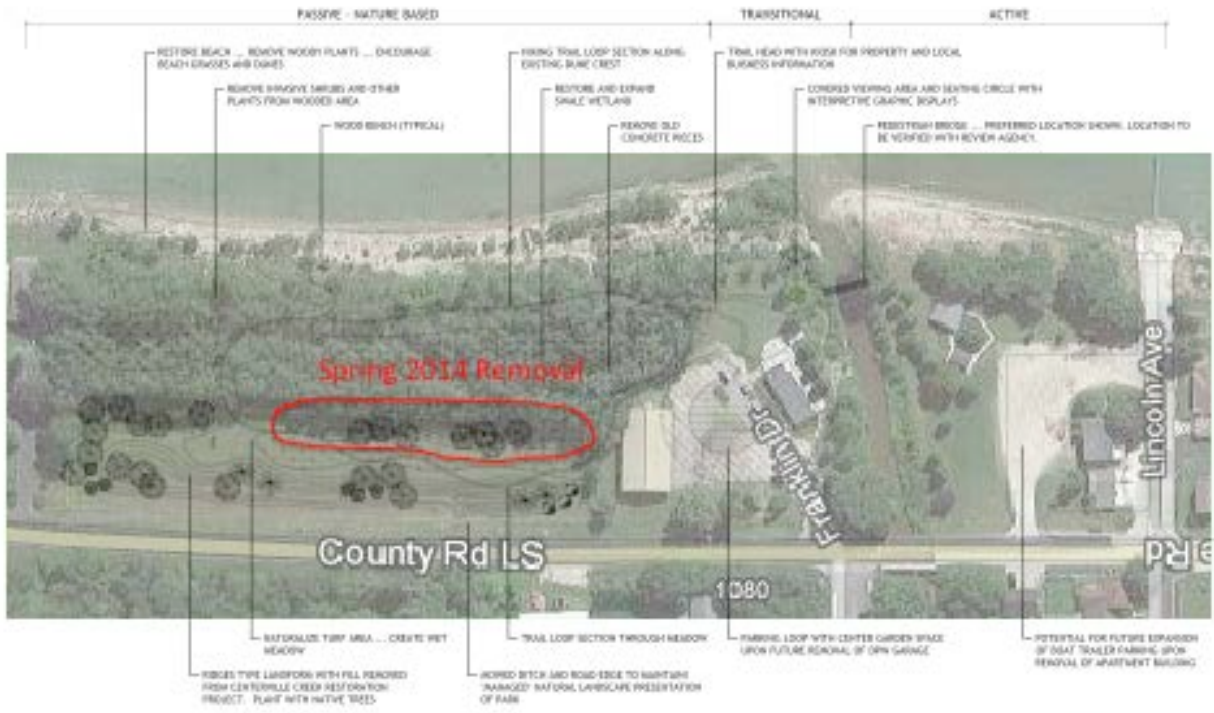 PASSIVE - NATURE BASED
TRANSITIONAL
ACTIVE
RESTORE BEACH ... REMOVE WOODY PLANTS ... ENCOURAGE
BEACH GRASSES AND DUNES
HIKING TRAIL LOOP SECTION ALONG
EXISTING DUNE CREST
TRAIL HEAD WITH KIOSK FOR PROPERTY AND LOCAL
BUSINESS INFORMATION
REMOVE INVASIVE SHRUBS AND OTHER
PLANTS FROM WOODED AREA
RESTORE AND EXPAND
SWALE WETLAND
COVERED VIEWING AREA AND SEATING CIRCLE WITH
INTERPRETIVE GRAPHIC DISPLAYS
WOOD BENCH (TYPICAL)
REMOVE OLD
CONCRETE PIECES
PEDESTRIAN BRIDGE ... PREFERRED LOCATION SHOWN. LOCATION TO
BE VERIFIED WITH REVIEW AGENCY.
Spring 2014 Removal
Franklin Dr
Lincoln Ave
County Rd LS
Rd e
1080
NATURALIZE TURF AREA ... CREATE WET
MEADOW
TRAIL LOOP SECTION THROUGH MEADOW
PARKING LOOP WITH CENTER GARDEN SPACE
UPON FUTURE REMOVAL OF DPW GARAGE
POTENTIAL FOR FUTURE EXPANSION
OF BOAT TRAILER PARKING UPON
REMOVAL OF APARTMENT BUILDING
RIDGES TYPE LANDFORM WITH FILL REMOVED
FROM CENTERVILLE CREEK RESTORATION
PROJECT. PLANT WITH NATIVE TREES
MOWED DITCH AND ROAD EDGE TO MAINTAIN
'MANAGED' NATURAL LANDSCAPE PRESENTATION
OF PARK